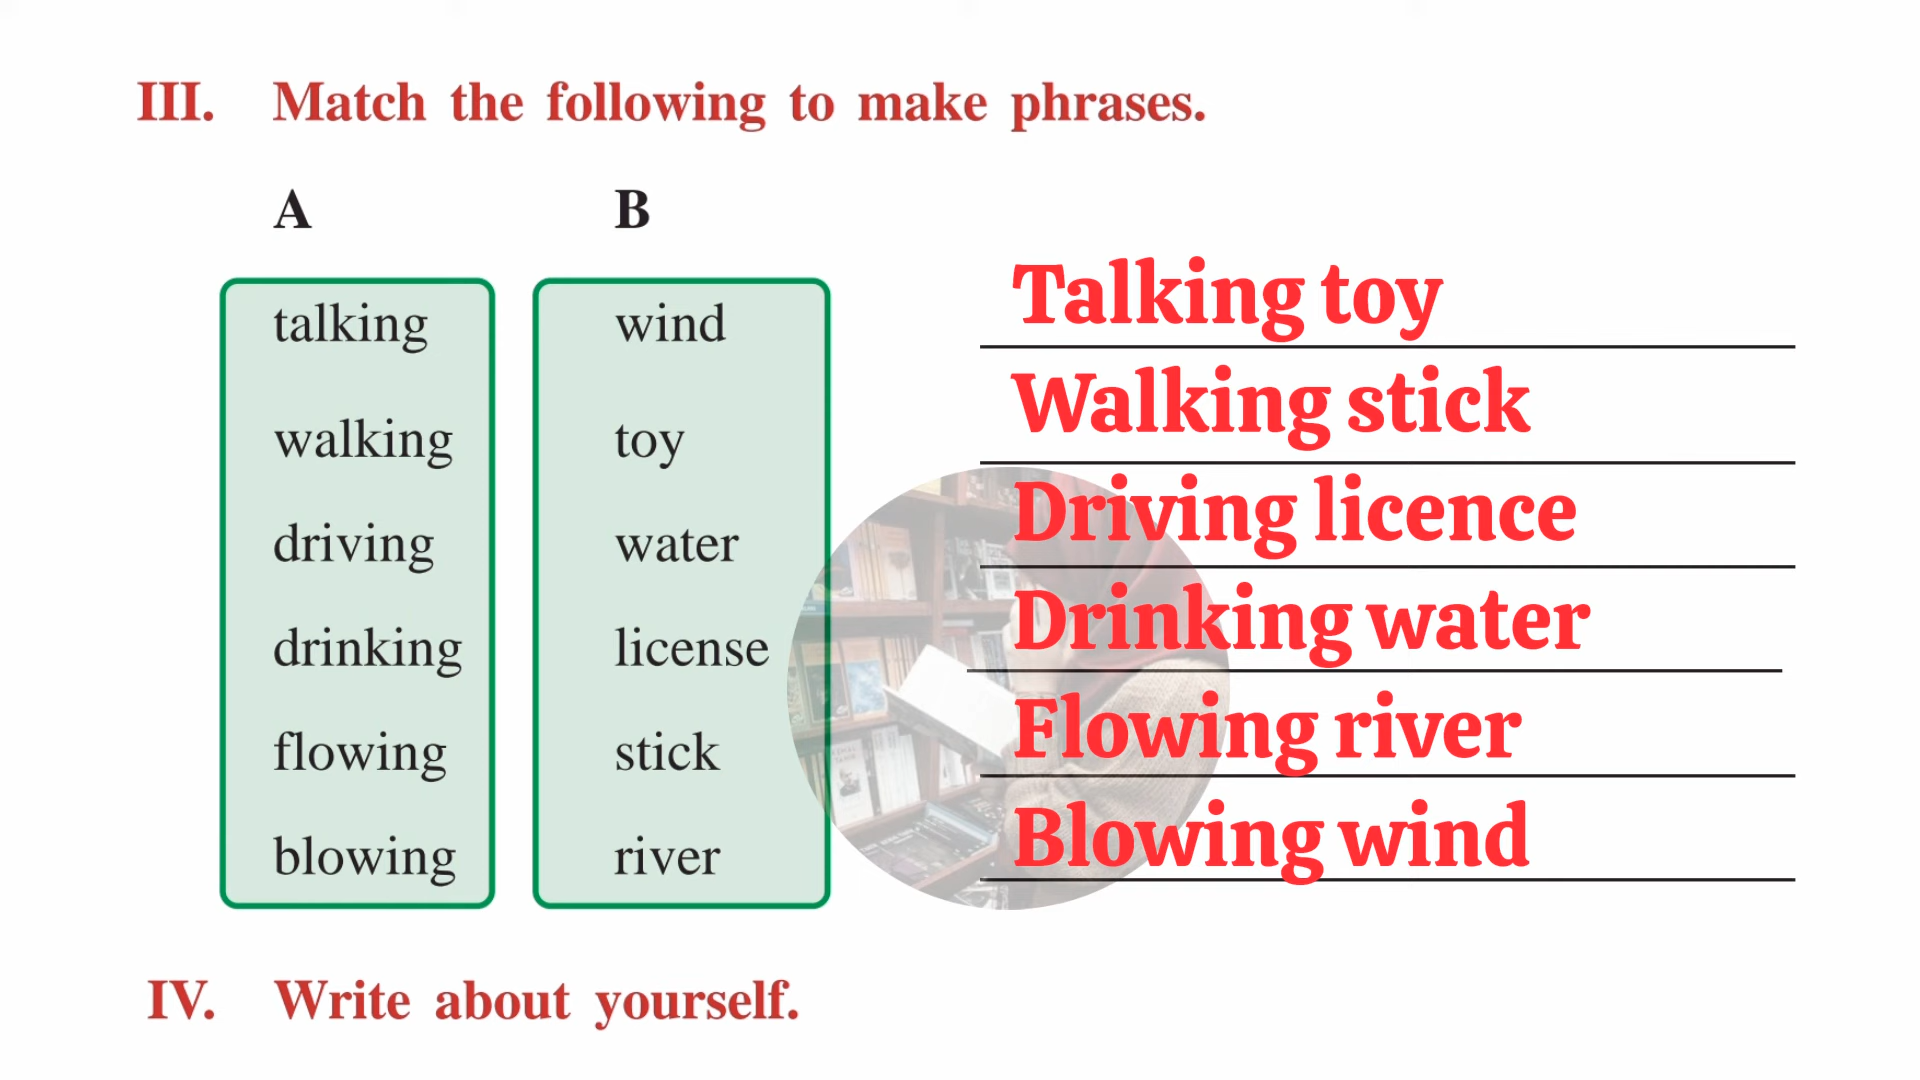 III. Match the following to make phrases.
A B
talking wind Talking toy
walking toy Walking stick
driving water Driving licence
drinking license Drinking water
flowing stick Flowing river
blowing river Blowing wind
IV. Write about yourself.